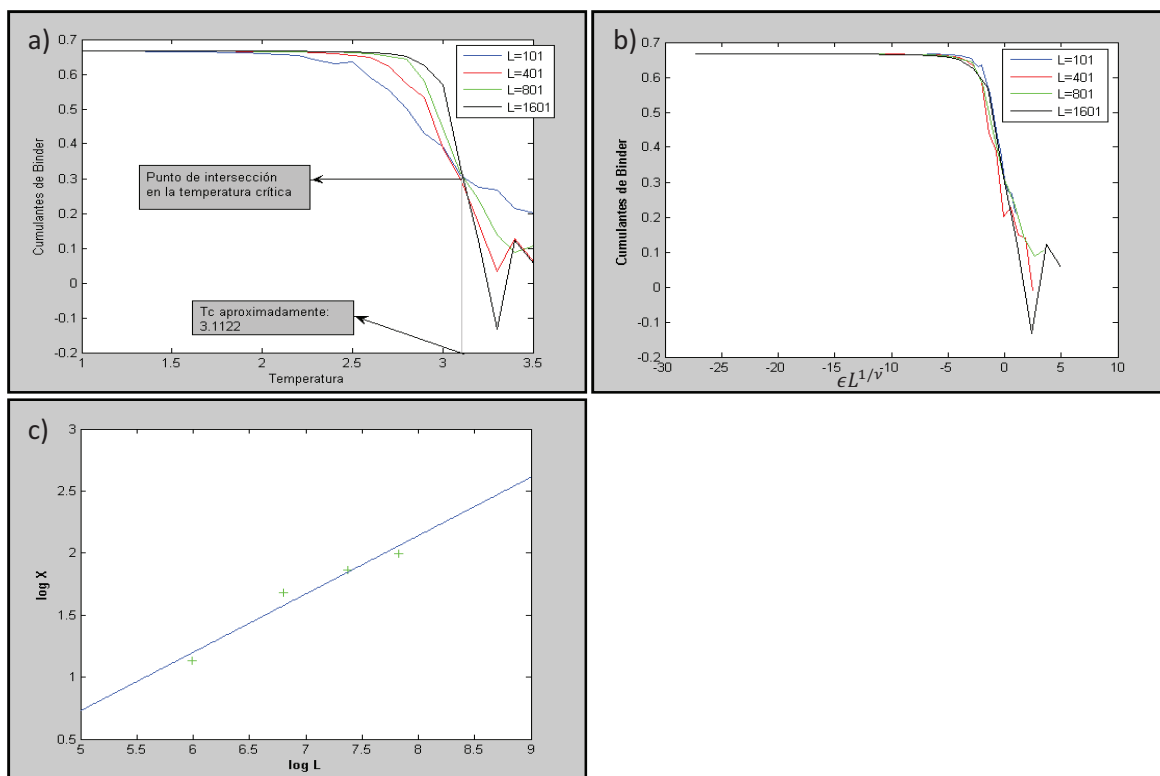 a)
0.7
0.6
0.5
0.4
0.3
0.2
0.1
0
-0.1
-0.2
Cumulantes de Binder
L=101
L=401
L=801
L=1601
Punto de intersección
en la temperatura crítica
Tc aproximadamente:
3.1122
1
1.5
2
2.5
3
3.5
Temperatura
b)
0.7
0.6
0.5
0.4
0.3
0.2
0.1
0
-0.1
-0.2
Cumulantes de Binder
L=101
L=401
L=801
L=1601
-30
-25
-20
-15
-10
-5
0
5
10
ϵL^{1/ν}
c)
3
2.5
2
1.5
1
0.5
log X
5
5.5
6
6.5
7
7.5
8
8.5
9
log L